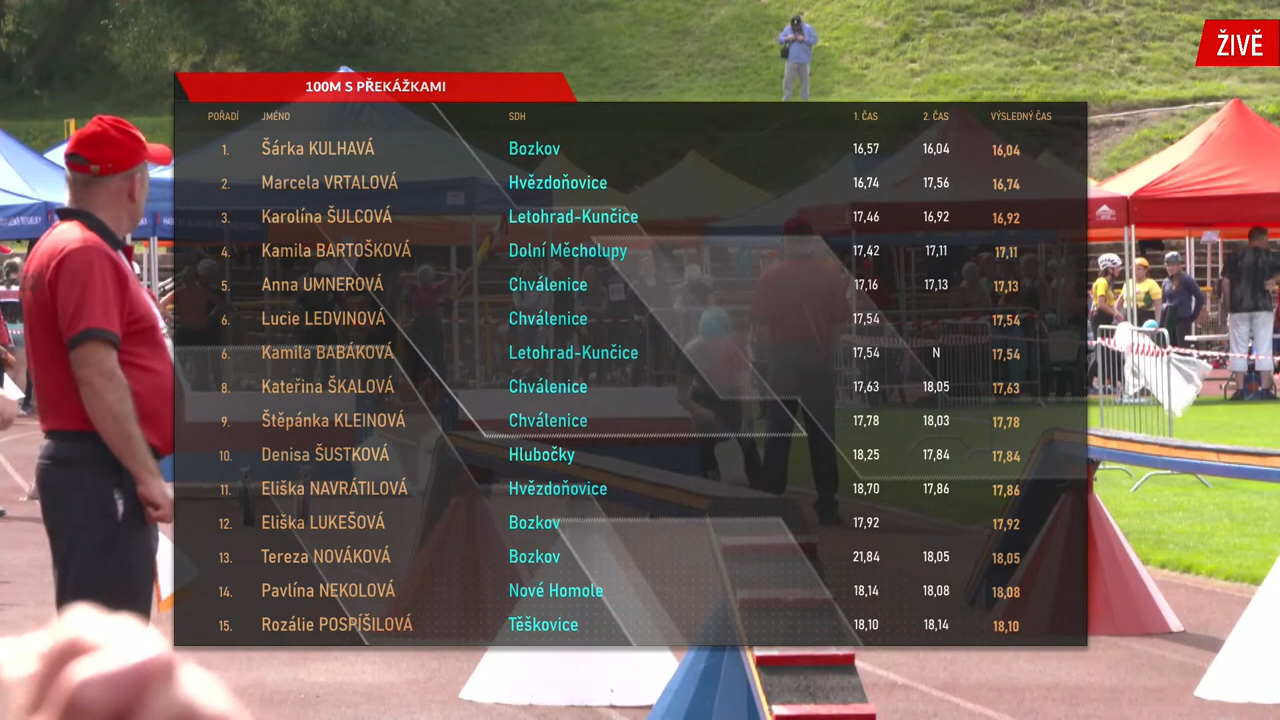 ŽIVĚ
100M S PŘEKÁŽKAMI
POŘADÍ JMÉNO SDH 1. ČAS 2. ČAS VÝSLEDNÝ ČAS
1. Šárka KULHAVÁ Bozkov 16,57 16,04 16,04
2. Marcela VRTALOVÁ Hvězdoňovice 16,74 17,56 16,74
3. Karolína ŠULCOVÁ Letohrad-Kunčice 17,46 16,92 16,92
4. Kamila BARTOŠKOVÁ Dolní Měcholupy 17,42 17,11 17,11
5. Anna UMNEROVÁ Chválenice 17,16 17,13 17,13
6. Lucie LEDVINOVÁ Chválenice 17,54 17,54
6. Kamila BABÁKOVÁ Letohrad-Kunčice 17,54 N 17,54
8. Kateřina ŠKALOVÁ Chválenice 17,63 18,05 17,63
9. Štěpánka KLEINOVÁ Chválenice 17,78 18,03 17,78
10. Denisa ŠUSTKOVÁ Hlubočky 18,25 17,84 17,84
11. Eliška NAVRÁTILOVÁ Hvězdoňovice 18,70 17,86 17,86
12. Eliška LUKEŠOVÁ Bozkov 17,92 17,92
13. Tereza NOVÁKOVÁ Bozkov 21,84 18,05 18,05
14. Pavlína NEKOLOVÁ Nové Homole 18,14 18,08 18,08
15. Rozálie POSPÍŠILOVÁ Těškovice 18,10 18,14 18,10